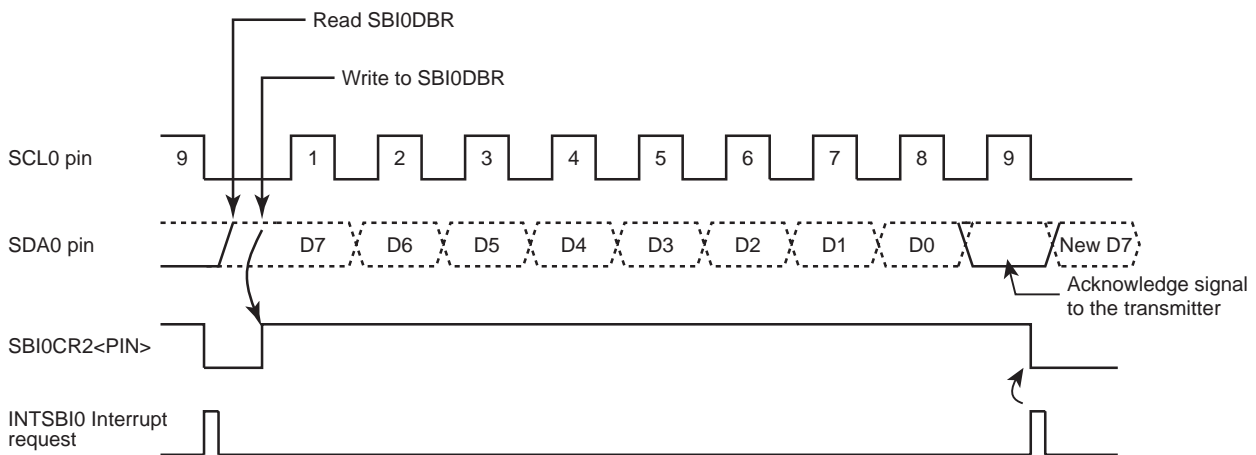 Read SBI0DBR
Write to SBI0DBR
SCL0 pin
9 1 2 3 4 5 6 7 8 9
SDA0 pin
D7 D6 D5 D4 D3 D2 D1 D0 New D7
Acknowledge signal
to the transmitter
SBI0CR2<PIN>
INTSBI0 Interrupt
request